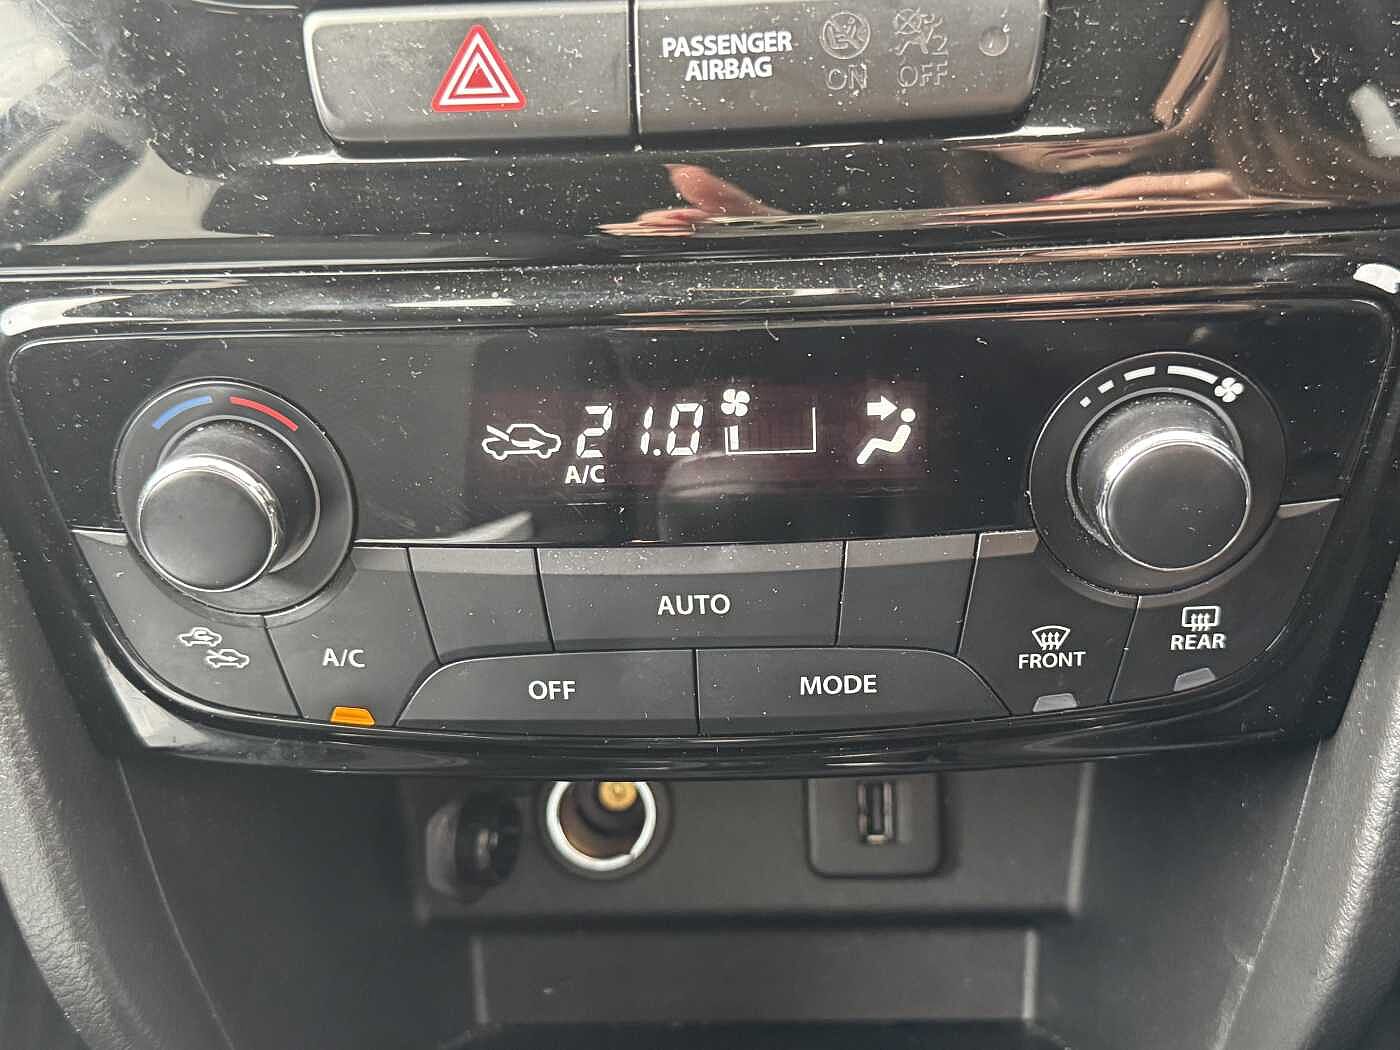 PASSENGER
AIRBAG
ON
OFF
21.0
A/C
AUTO
A/C
OFF
MODE
FRONT
REAR